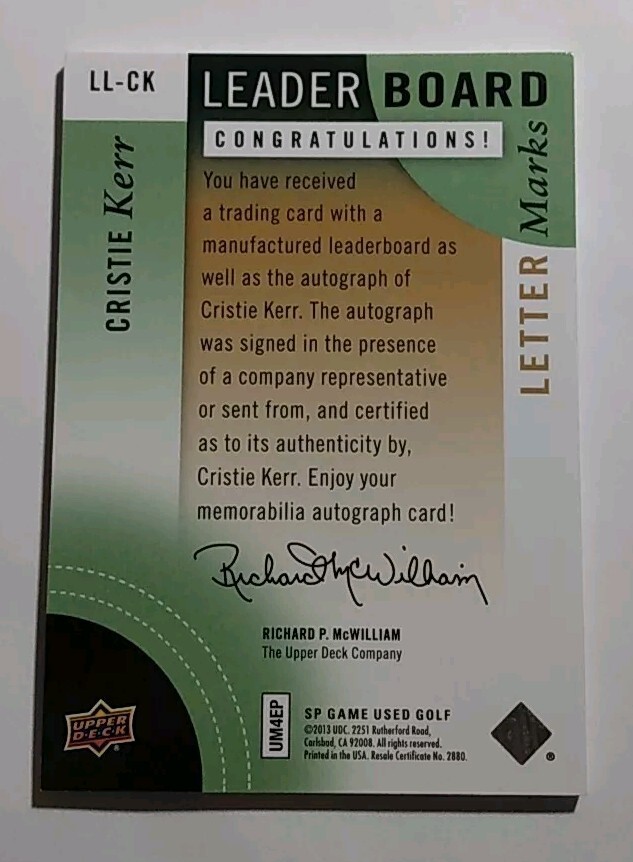 LL-CK
LEADER BOARD
CONGRATULATIONS!
CRISTIE Kerr
LETTER Marks
You have received
a trading card with a
manufactured leaderboard as
well as the autograph of
Cristie Kerr. The autograph
was signed in the presence
of a company representative
or sent from, and certified
as to its authenticity by,
Cristie Kerr. Enjoy your
memorabilia autograph card!
Richard McWilliam
RICHARD P. McWILLIAM
The Upper Deck Company
UPPER
D·E·C·K
®
UM4EP
SP GAME USED GOLF
©2013 UDC. 2251 Rutherford Road,
Carlsbad, CA 92008. All rights reserved.
Printed in the USA. Resale Certificate No. 2880.
®